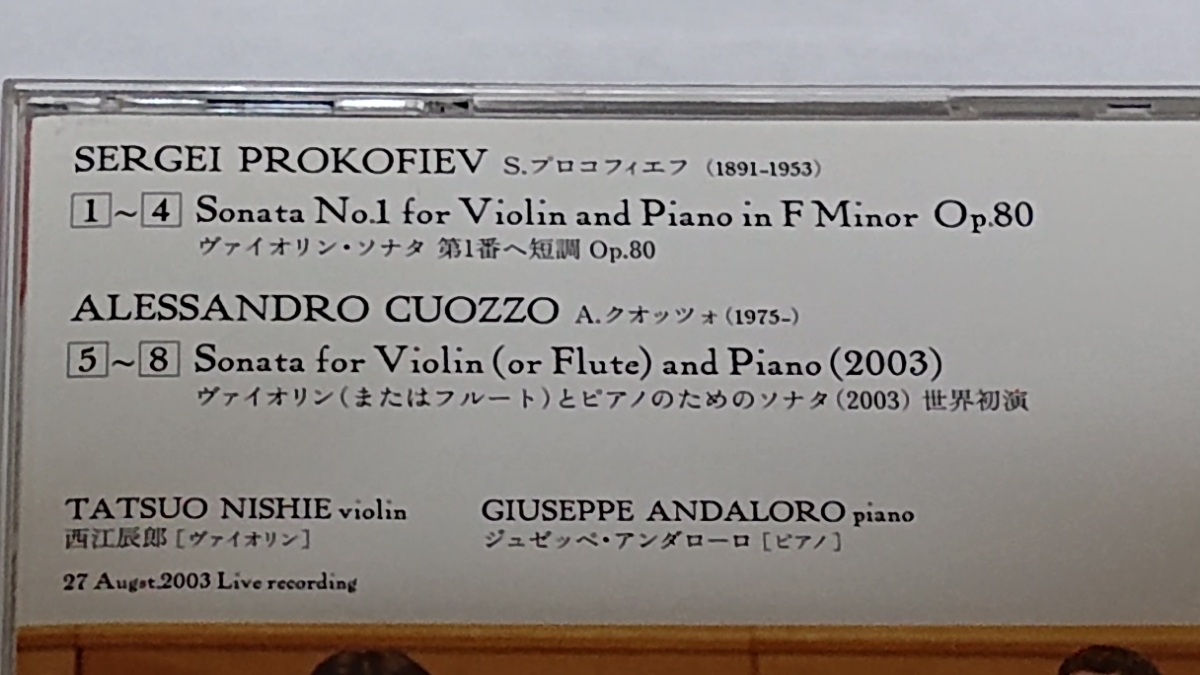 SERGEI PROKOFIEV S.プロコフィエフ (1891-1953)
1~4 Sonata No.1 for Violin and Piano in F Minor Op.80
ヴァイオリン・ソナタ 第1番ヘ短調 Op.80
ALESSANDRO CUOZZO A.クオッツォ(1975-)
5~8 Sonata for Violin (or Flute) and Piano (2003)
ヴァイオリン(またはフルート)とピアノのためのソナタ(2003) 世界初演
TATSUO NISHIE violin
西江辰郎 [ヴァイオリン]
GIUSEPPE ANDALORO piano
ジュゼッペ・アンダローロ [ピアノ]
27 Augst.2003 Live recording